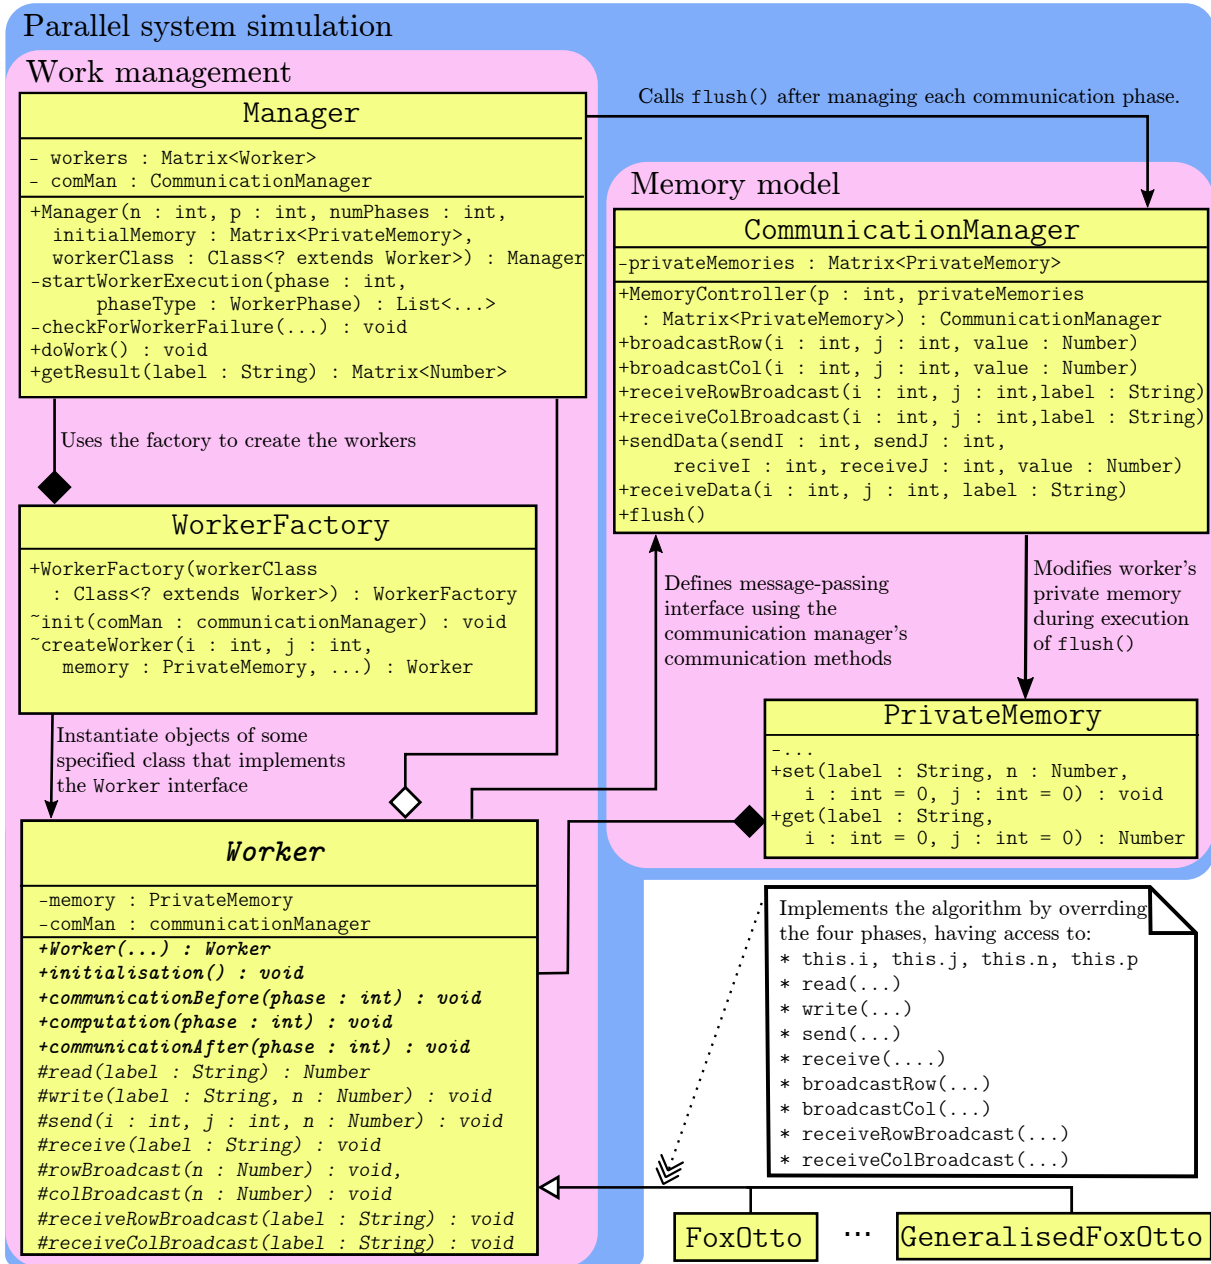 Parallel system simulation
Work management
Manager
- workers : Matrix<Worker>
- comMan : CommunicationManager
+Manager(n : int, p : int, numPhases : int,
initialMemory : Matrix<PrivateMemory>,
workerClass : Class<? extends Worker>) : Manager
-startWorkerExecution(phase : int,
phaseType : WorkerPhase) : List<...>
-checkForWorkerFailure(...) : void
+doWork() : void
+getResult(label : String) : Matrix<Number>
Calls flush() after managing each communication phase.
Uses the factory to create the workers
WorkerFactory
+WorkerFactory(workerClass
: Class<? extends Worker>) : WorkerFactory
~init(comMan : communicationManager) : void
~createWorker(i : int, j : int,
memory : PrivateMemory, ...) : Worker
Instantiate objects of some
specified class that implements
the Worker interface
Worker
-memory : PrivateMemory
-comMan : communicationManager
+Worker(...) : Worker
+initialisation() : void
+communicationBefore(phase : int) : void
+computation(phase : int) : void
+communicationAfter(phase : int) : void
#read(label : String) : Number
#write(label : String, n : Number) : void
#send(i : int, j : int, n : Number) : void
#receive(label : String) : void
#rowBroadcast(n : Number) : void,
#colBroadcast(n : Number) : void
#receiveRowBroadcast(label : String) : void
#receiveColBroadcast(label : String) : void
Memory model
CommunicationManager
-privateMemories : Matrix<PrivateMemory>
+MemoryController(p : int, privateMemories
: Matrix<PrivateMemory>) : CommunicationManager
+broadcastRow(i : int, j : int, value : Number)
+broadcastCol(i : int, j : int, value : Number)
+receiveRowBroadcast(i : int, j : int,label : String)
+receiveColBroadcast(i : int, j : int,label : String)
+sendData(sendI : int, sendJ : int,
reciveI : int, receiveJ : int, value : Number)
+receiveData(i : int, j : int, label : String)
+flush()
Defines message-passing
interface using the
communication manager's
communication methods
Modifies worker's
private memory
during execution
of flush()
PrivateMemory
-...
+set(label : String, n : Number,
i : int = 0, j : int = 0) : void
+get(label : String,
i : int = 0, j : int = 0) : Number
Implements the algorithm by overrding
the four phases, having access to:
* this.i, this.j, this.n, this.p
* read(...)
* write(...)
* send(...)
* receive(....)
* broadcastRow(...)
* broadcastCol(...)
* receiveRowBroadcast(...)
* receiveColBroadcast(...)
FoxOtto ... GeneralisedFoxOtto